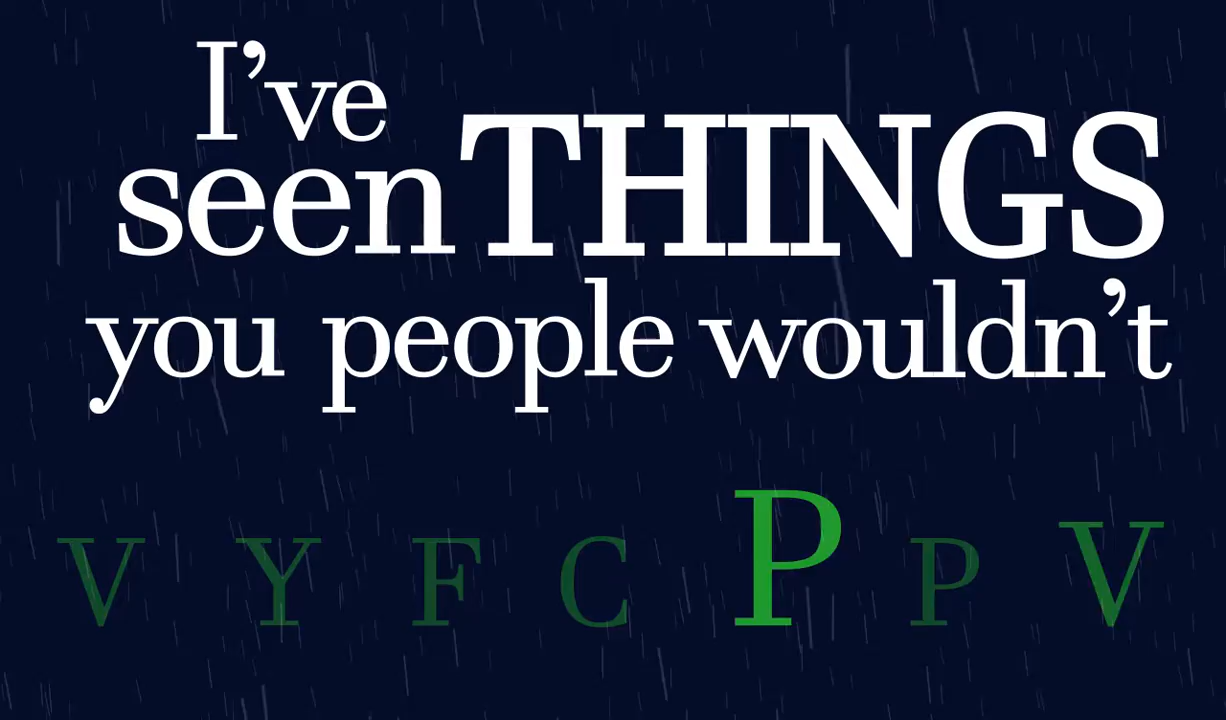 I’ve
seen THINGS
you people wouldn’t
V Y F C P P V